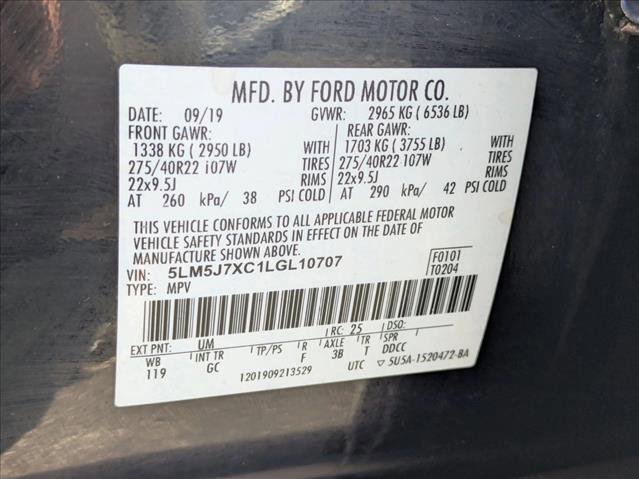 MFD. BY FORD MOTOR CO.
DATE: 09/19 GVWR: 2965 KG ( 6536 LB)
FRONT GAWR: REAR GAWR:
1338 KG ( 2950 LB) WITH 1703 KG ( 3755 LB) WITH
275/40R22 107W TIRES 275/40R22 107W TIRES
22x9.5J RIMS 22x9.5J RIMS
AT 260 kPa/ 38 PSI COLD AT 290 kPa/ 42 PSI COLD
THIS VEHICLE CONFORMS TO ALL APPLICABLE FEDERAL MOTOR
VEHICLE SAFETY STANDARDS IN EFFECT ON THE DATE OF
MANUFACTURE SHOWN ABOVE.
VIN: 5LM5J7XC1LGL10707 F0101
TYPE: MPV T0204
EXT PNT: UM RC: 25 DSO:
WB INT TR TP/PS R AXLE TR SPR
119 GC F 3B T DDCC
1201909213529 UTC ▽ 5U5A-1520472-BA